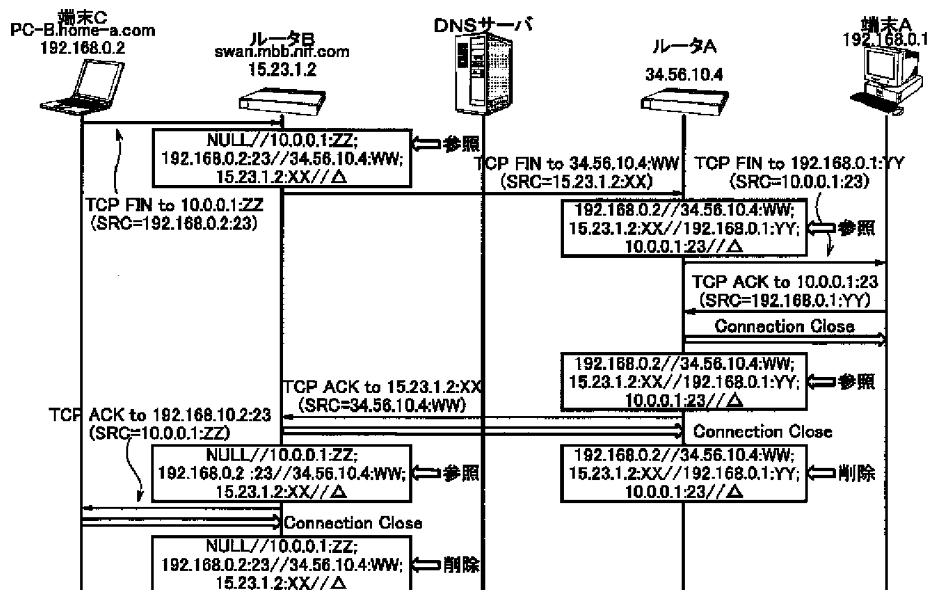 端末C
PC-B.home-a.com
192.168.0.2
ルータB
swan.mbb.nif.com
15.23.1.2
DNSサーバ
ルータA
34.56.10.4
端末A
192.168.0.1
NULL//10.0.0.1:ZZ;
192.168.0.2:23//34.56.10.4:WW;
15.23.1.2:XX//△
参照
TCP FIN to 10.0.0.1:ZZ
(SRC=192.168.0.2:23)
TCP FIN to 34.56.10.4:WW
(SRC=15.23.1.2:XX)
TCP FIN to 192.168.0.1:YY
(SRC=10.0.0.1:23)
192.168.0.2//34.56.10.4:WW;
15.23.1.2:XX//192.168.0.1:YY;
10.0.0.1:23//△
参照
TCP ACK to 10.0.0.1:23
(SRC=192.168.0.1:YY)
Connection Close
192.168.0.2//34.56.10.4:WW;
15.23.1.2:XX//192.168.0.1:YY;
10.0.0.1:23//△
参照
TCP ACK to 15.23.1.2:XX
(SRC=34.56.10.4:WW)
Connection Close
TCP ACK to 192.168.10.2:23
(SRC=10.0.0.1:ZZ)
NULL//10.0.0.1:ZZ;
192.168.0.2 :23//34.56.10.4:WW;
15.23.1.2:XX//△
参照
192.168.0.2//34.56.10.4:WW;
15.23.1.2:XX//192.168.0.1:YY;
10.0.0.1:23//△
削除
Connection Close
NULL//10.0.0.1:ZZ;
192.168.0.2:23//34.56.10.4:WW;
15.23.1.2:XX//△
削除